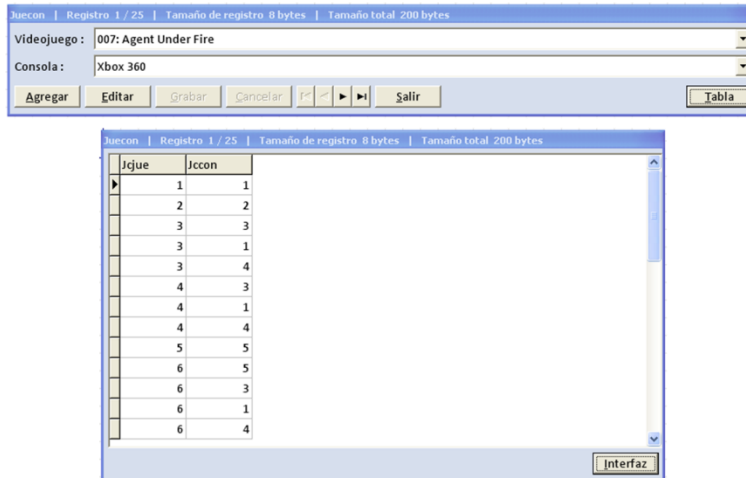 Juecon | Registro 1 / 25 | Tamaño de registro 8 bytes | Tamaño total 200 bytes
Videojuego : 007: Agent Under Fire
Consola : Xbox 360
Agregar Editar Grabar Cancelar Salir Tabla
Juecon | Registro 1 / 25 | Tamaño de registro 8 bytes | Tamaño total 200 bytes
Jcjue Jccon
1 1
2 2
3 3
3 1
3 4
4 3
4 1
4 4
5 5
6 5
6 3
6 1
6 4
Interfaz